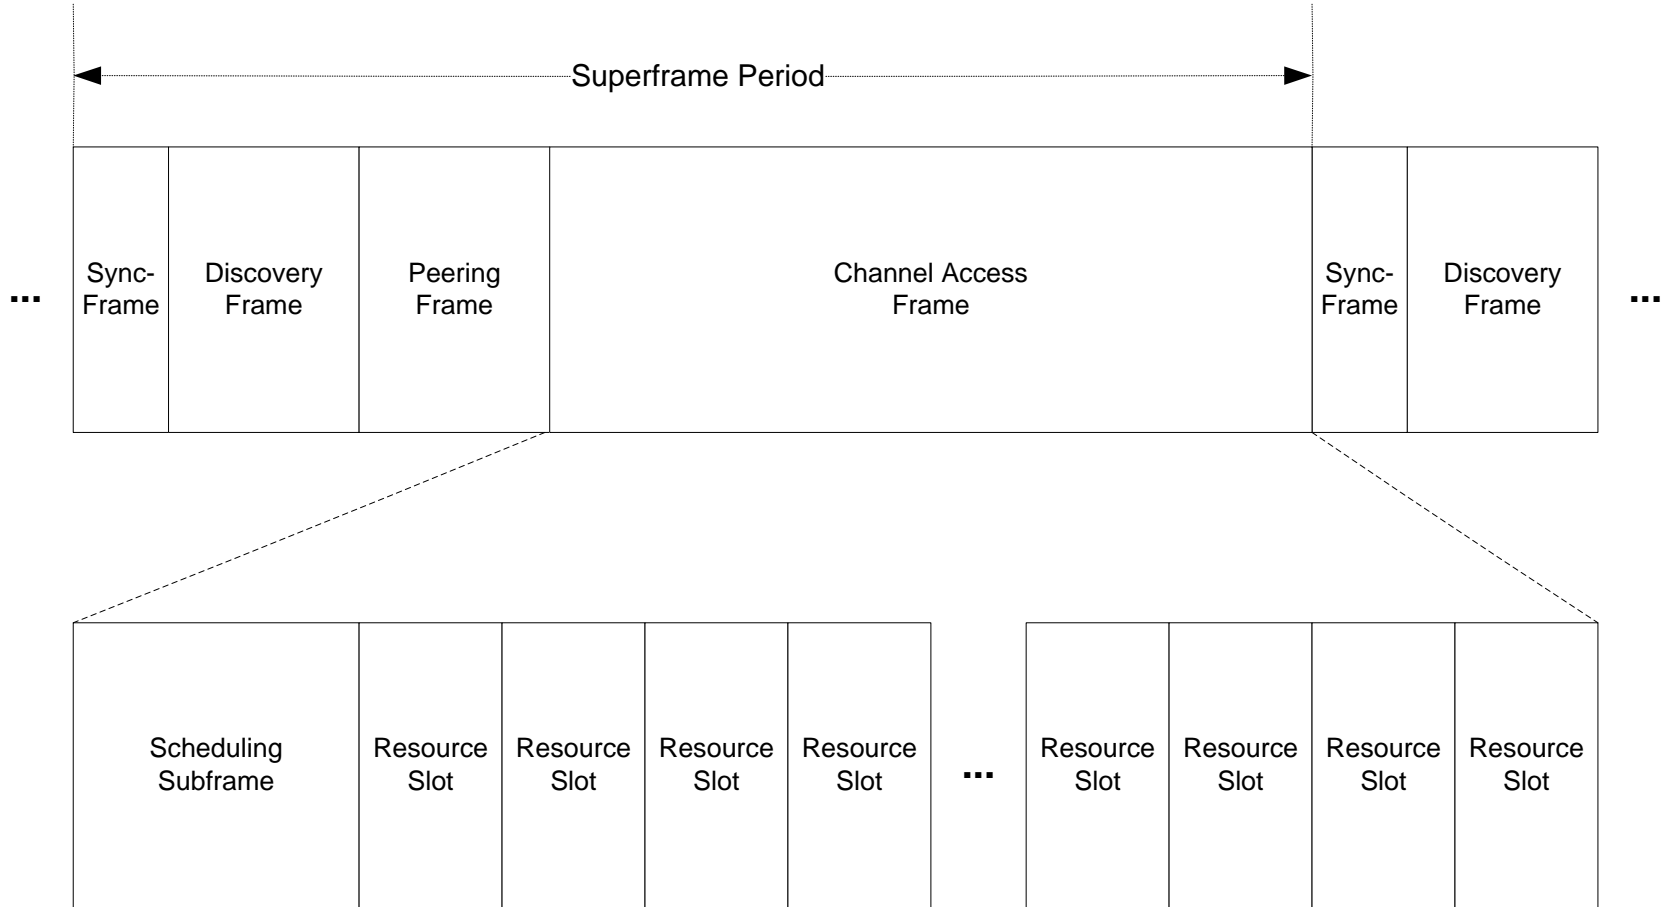 Superframe Period
Sync-
Frame
Discovery
Frame
Peering
Frame
Channel Access
Frame
Sync-
Frame
Discovery
Frame
...
...
Scheduling
Subframe
Resource
Slot
Resource
Slot
Resource
Slot
Resource
Slot
...
Resource
Slot
Resource
Slot
Resource
Slot
Resource
Slot